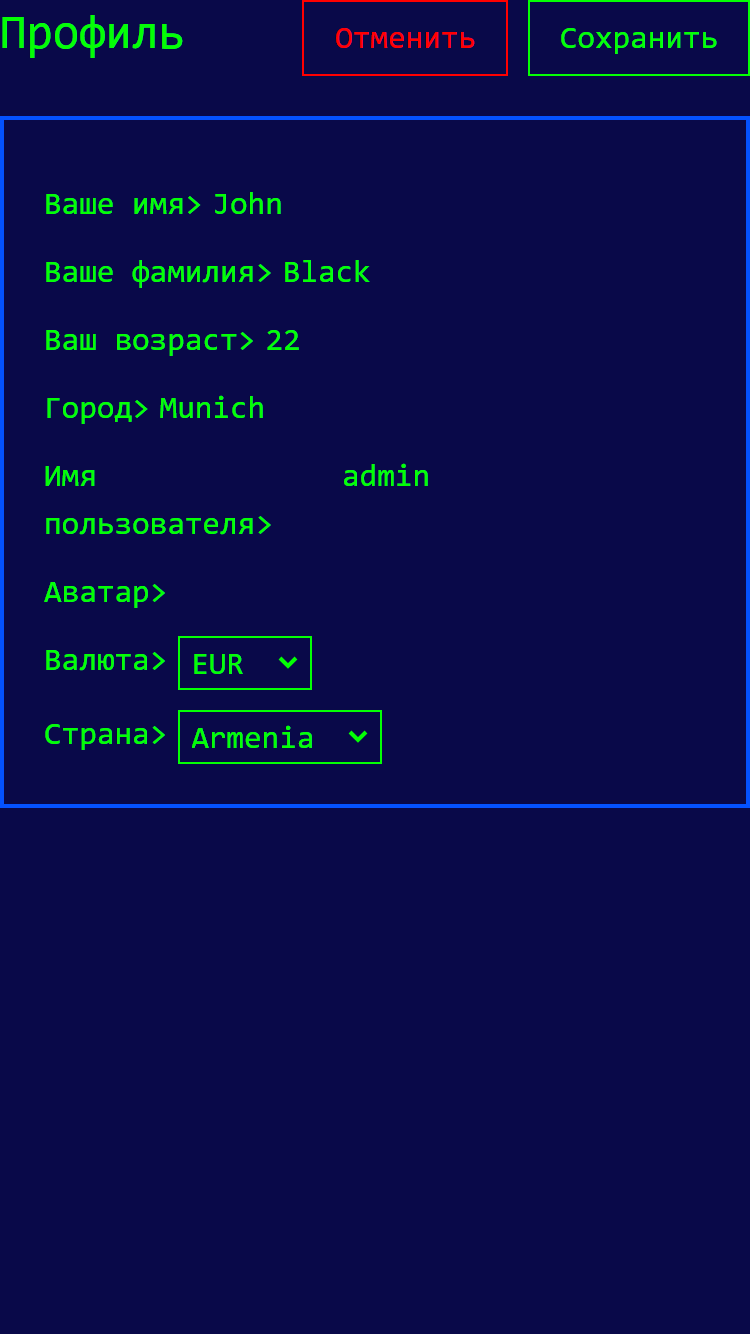 Профиль Отменить Сохранить
Ваше имя> John
Ваше фамилия> Black
Ваш возраст> 22
Город> Munich
Имя admin
пользователя>
Аватар>
Валюта> EUR
Страна> Armenia